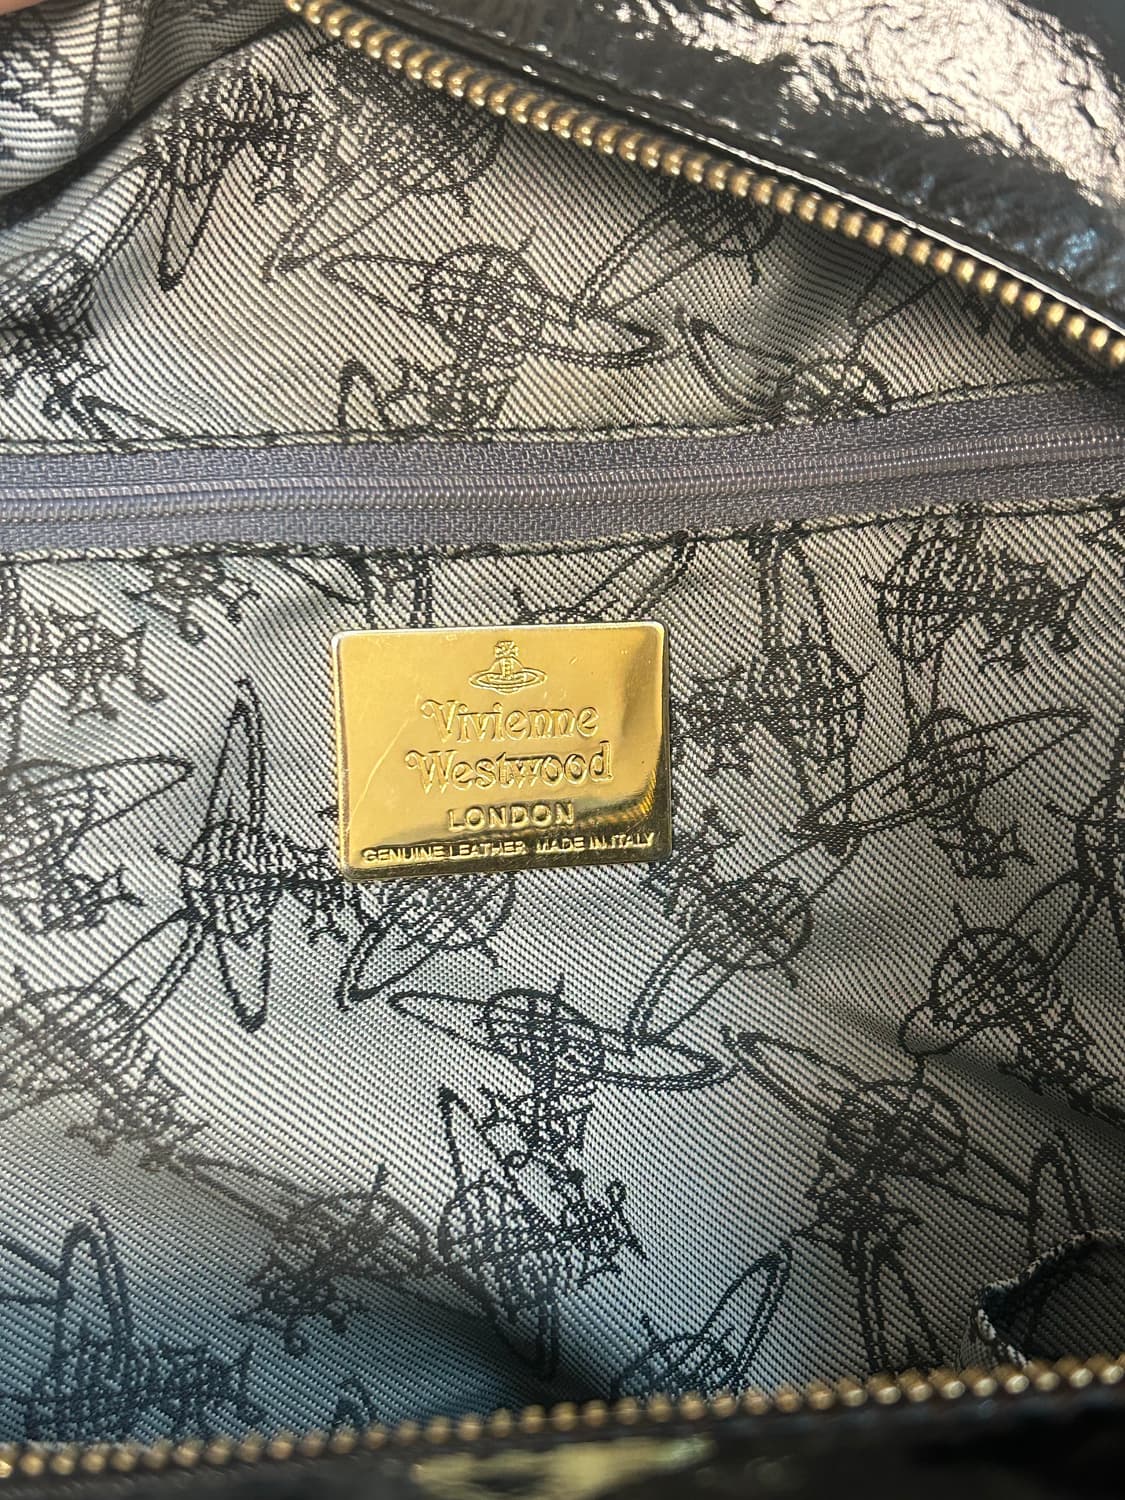 Vivienne
Westwood
LONDON
GENUINE LEATHER MADE IN ITALY